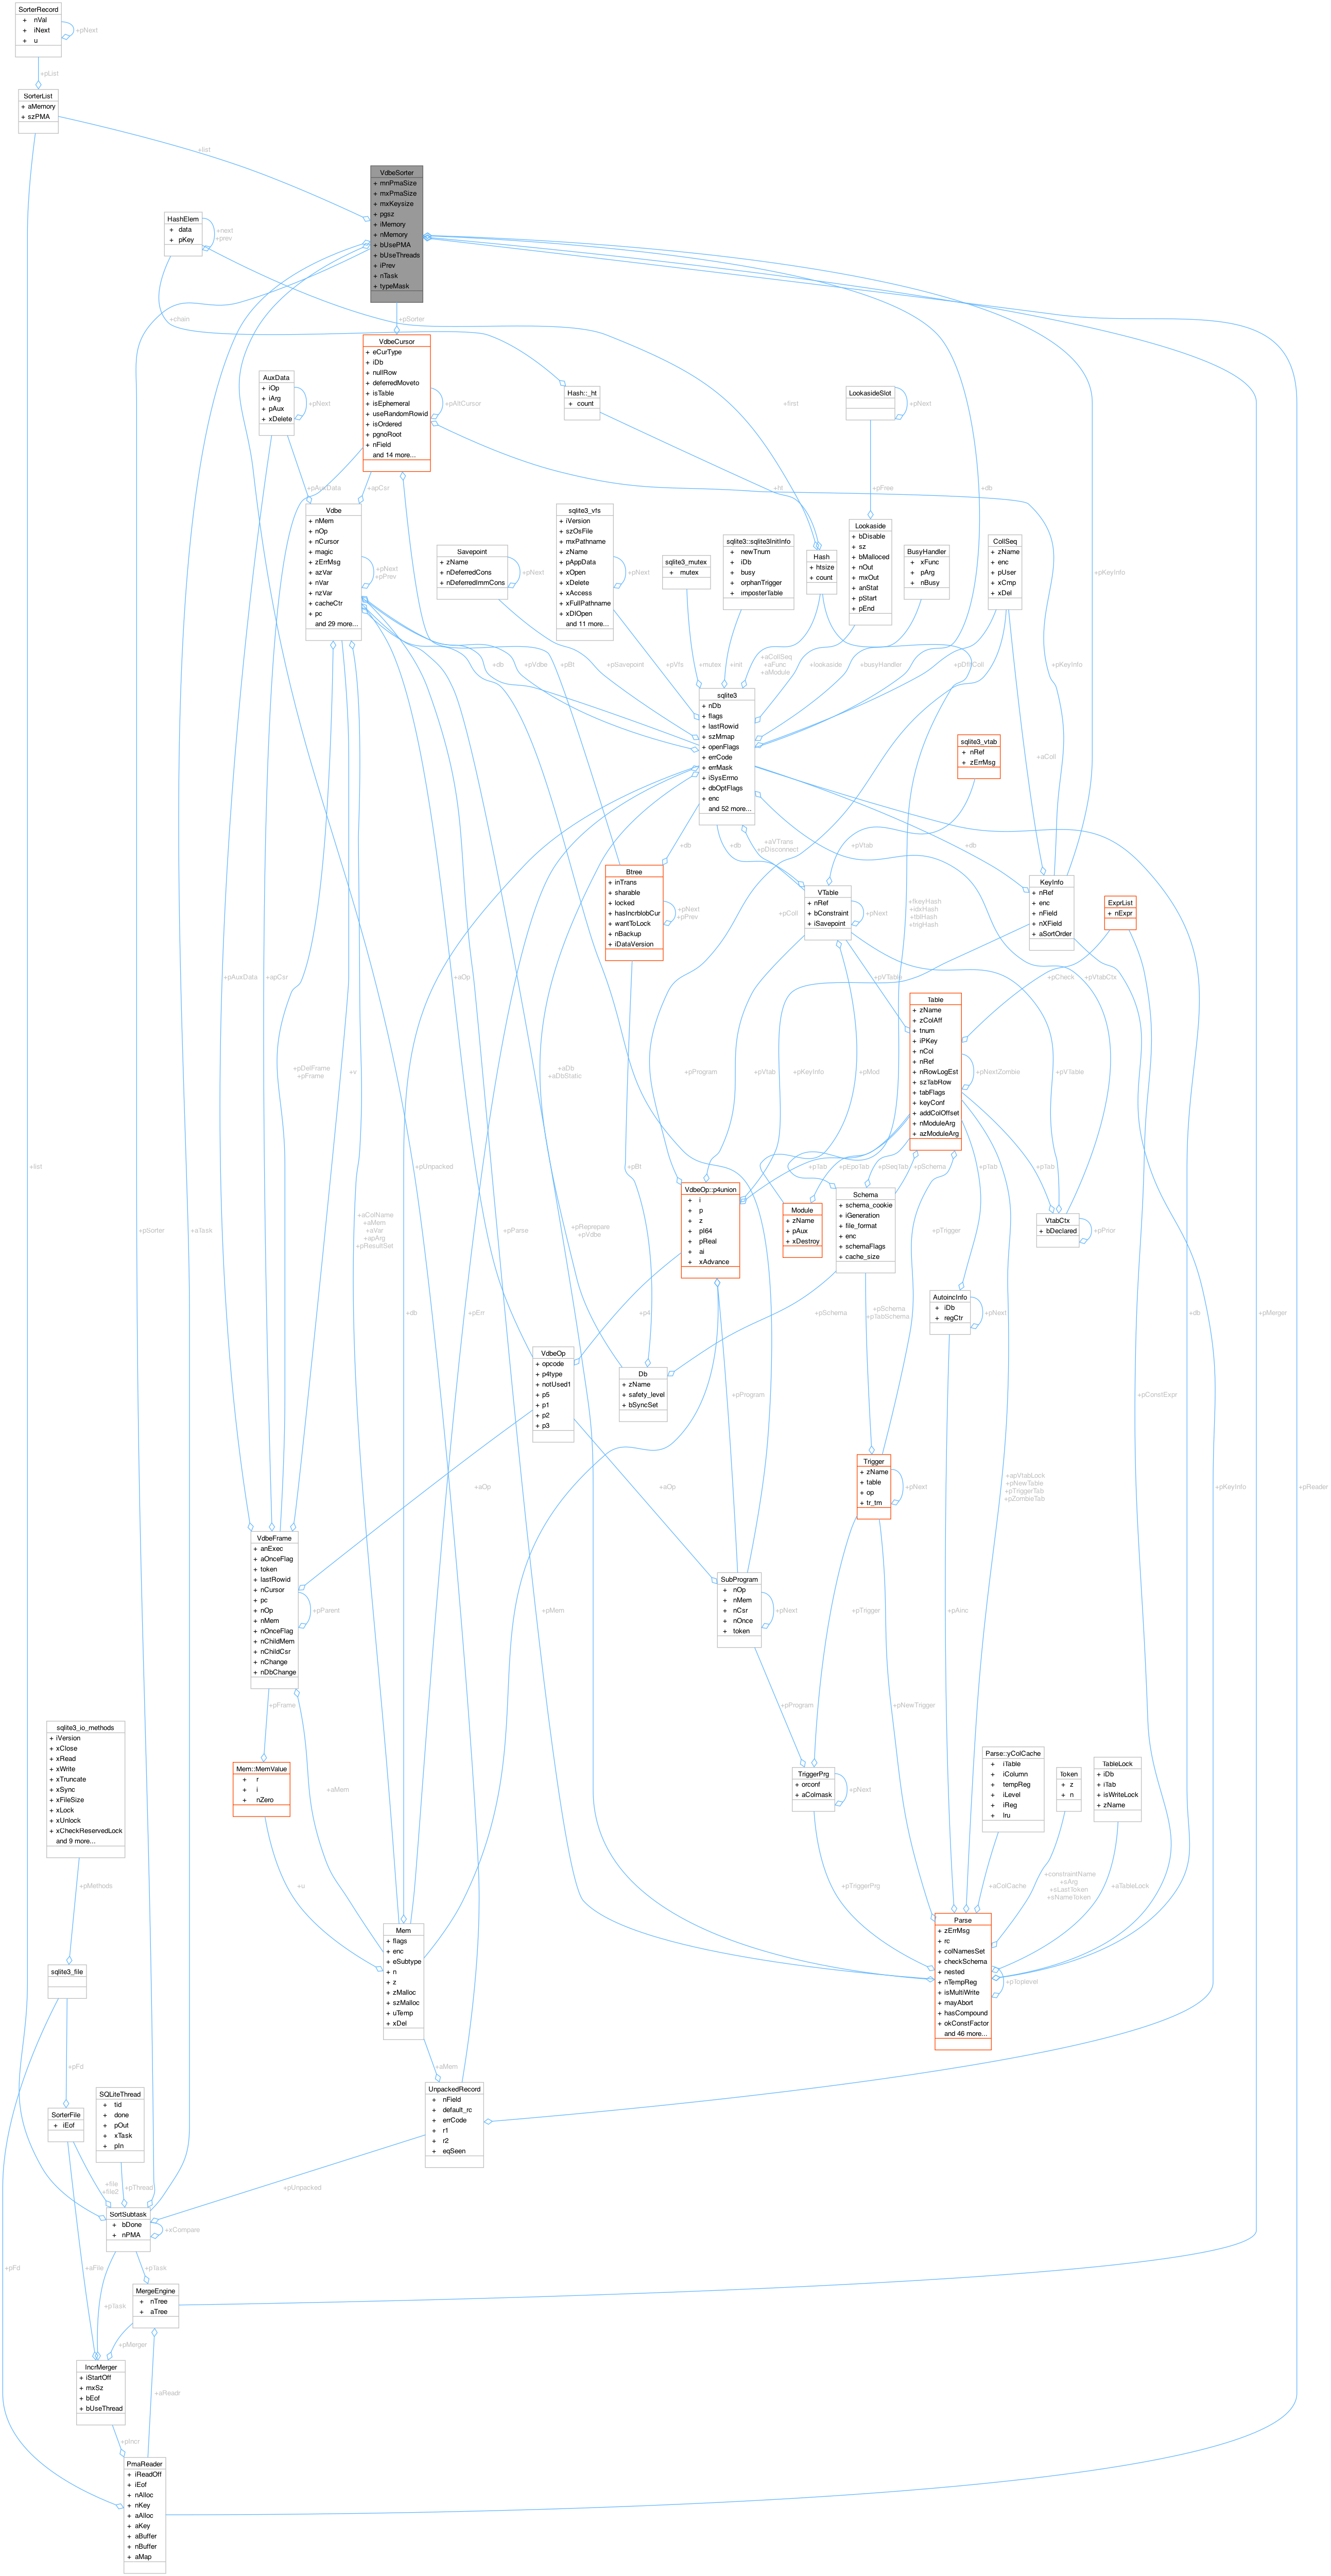 SorterRecord
+ nVal
+ iNext
+ u
+pNext
+pList
SorterList
+ aMemory
+ szPMA
+list
VdbeSorter
+ mnPmaSize
+ mxPmaSize
+ mxKeysize
+ pgsz
+ iMemory
+ nMemory
+ bUsePMA
+ bUseThreads
+ iPrev
+ nTask
+ typeMask
HashElem
+ data
+ pKey
+next
+prev
+chain
+pSorter
VdbeCursor
+ eCurType
+ iDb
+ nullRow
+ deferredMoveto
+ isTable
+ isEphemeral
+ useRandomRowid
+ isOrdered
+ pgnoRoot
+ nField
and 14 more...
+pAltCursor
AuxData
+ iOp
+ iArg
+ pAux
+ xDelete
+pNext
Hash::_ht
+ count
+first
LookasideSlot
+pNext
+pFree
+ht
+db
+pKeyInfo
+pAuxData
+apCsr
Vdbe
+ nMem
+ nOp
+ nCursor
+ magic
+ zErrMsg
+ azVar
+ nVar
+ nzVar
+ cacheCtr
+ pc
and 29 more...
+pNext
+pPrev
Savepoint
+ zName
+ nDeferredCons
+ nDeferredImmCons
+pNext
sqlite3_vfs
+ iVersion
+ szOsFile
+ mxPathname
+ zName
+ pAppData
+ xOpen
+ xDelete
+ xAccess
+ xFullPathname
+ xDlOpen
and 11 more...
+pNext
sqlite3_mutex
+ mutex
sqlite3::sqlite3InitInfo
+ newTnum
+ iDb
+ busy
+ orphanTrigger
+ imposterTable
Hash
+ htsize
+ count
Lookaside
+ bDisable
+ sz
+ bMalloced
+ nOut
+ mxOut
+ anStat
+ pStart
+ pEnd
BusyHandler
+ xFunc
+ pArg
+ nBusy
CollSeq
+ zName
+ enc
+ pUser
+ xCmp
+ xDel
+db
+pVdbe
+pBt
+pSavepoint
+pVfs
+mutex
+init
+aCollSeq
+aFunc
+aModule
+lookaside
+busyHandler
+pDfltColl
+pKeyInfo
sqlite3
+ nDb
+ flags
+ lastRowid
+ szMmap
+ openFlags
+ errCode
+ errMask
+ iSysErrno
+ dbOptFlags
+ enc
and 52 more...
sqlite3_vtab
+ nRef
+ zErrMsg
+aColl
+db
+aVTrans
+pDisconnect
+db
+pVtab
+db
Btree
+ inTrans
+ sharable
+ locked
+ hasIncrblobCur
+ wantToLock
+ nBackup
+ iDataVersion
+pNext
+pPrev
VTable
+ nRef
+ bConstraint
+ iSavepoint
+pNext
KeyInfo
+ nRef
+ enc
+ nField
+ nXField
+ aSortOrder
ExprList
+ nExpr
+pColl
+fkeyHash
+idxHash
+tblHash
+trigHash
+pAuxData
+apCsr
+aOp
+pVTable
+pCheck
+pVtabCtx
Table
+ zName
+ zColAff
+ tnum
+ iPKey
+ nCol
+ nRef
+ nRowLogEst
+ szTabRow
+ tabFlags
+ keyConf
+ addColOffset
+ nModuleArg
+ azModuleArg
+pNextZombie
+pDelFrame
+pFrame
+v
+aDb
+aDbStatic
+pProgram
+pVtab
+pKeyInfo
+pMod
+pVTable
+list
+pUnpacked
+pBt
+pTab
+pEpoTab
+pSeqTab
+pSchema
+pTab
+pTab
VdbeOp::p4union
+ i
+ p
+ z
+ pI64
+ pReal
+ ai
+ xAdvance
Module
+ zName
+ pAux
+ xDestroy
Schema
+ schema_cookie
+ iGeneration
+ file_format
+ enc
+ schemaFlags
+ cache_size
VtabCtx
+ bDeclared
+pPrior
+pTrigger
+pSorter
+aTask
+aColName
+aMem
+aVar
+apArg
+pResultSet
+pParse
+pReprepare
+pVdbe
AutoincInfo
+ iDb
+ regCtr
+pNext
+db
+pErr
+p4
+pSchema
+pSchema
+pTabSchema
+pMerger
+db
VdbeOp
+ opcode
+ p4type
+ notUsed1
+ p5
+ p1
+ p2
+ p3
Db
+ zName
+ safety_level
+ bSyncSet
+pProgram
+pConstExpr
Trigger
+ zName
+ table
+ op
+ tr_tm
+pNext
+apVtabLock
+pNewTable
+pTriggerTab
+pZombieTab
+aOp
+aOp
+pKeyInfo
+pReader
VdbeFrame
+ anExec
+ aOnceFlag
+ token
+ lastRowid
+ nCursor
+ pc
+ nOp
+ nMem
+ nOnceFlag
+ nChildMem
+ nChildCsr
+ nChange
+ nDbChange
+pParent
SubProgram
+ nOp
+ nMem
+ nCsr
+ nOnce
+ token
+pNext
+pMem
+pTrigger
+pAinc
+pFrame
+pProgram
+pNewTrigger
sqlite3_io_methods
+ iVersion
+ xClose
+ xRead
+ xWrite
+ xTruncate
+ xSync
+ xFileSize
+ xLock
+ xUnlock
+ xCheckReservedLock
and 9 more...
Mem::MemValue
+ r
+ i
+ nZero
+aMem
TriggerPrg
+ orconf
+ aColmask
+pNext
Parse::yColCache
+ iTable
+ iColumn
+ tempReg
+ iLevel
+ iReg
+ lru
Token
+ z
+ n
TableLock
+ iDb
+ iTab
+ isWriteLock
+ zName
+pMethods
+u
+pTriggerPrg
+aColCache
+constraintName
+sArg
+sLastToken
+sNameToken
+aTableLock
Mem
+ flags
+ enc
+ eSubtype
+ n
+ z
+ zMalloc
+ szMalloc
+ uTemp
+ xDel
Parse
+ zErrMsg
+ rc
+ colNamesSet
+ checkSchema
+ nested
+ nTempReg
+ isMultiWrite
+ mayAbort
+ hasCompound
+ okConstFactor
and 46 more...
+pToplevel
sqlite3_file
+pFd
+aMem
SorterFile
+ iEof
SQLiteThread
+ tid
+ done
+ pOut
+ xTask
+ pIn
UnpackedRecord
+ nField
+ default_rc
+ errCode
+ r1
+ r2
+ eqSeen
+file
+file2
+pThread
+pUnpacked
SortSubtask
+ bDone
+ nPMA
+xCompare
+pFd
+aFile
+pTask
MergeEngine
+ nTree
+ aTree
+pTask
+pMerger
IncrMerger
+ iStartOff
+ mxSz
+ bEof
+ bUseThread
+aReadr
+pIncr
PmaReader
+ iReadOff
+ iEof
+ nAlloc
+ nKey
+ aAlloc
+ aKey
+ aBuffer
+ nBuffer
+ aMap